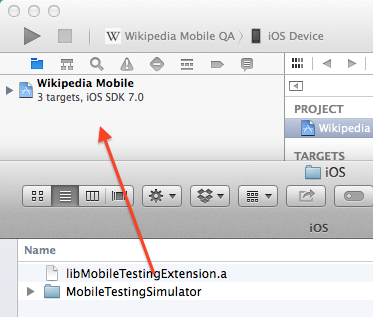 Wikipedia Mobile QA
iOS Device
Wikipedia Mobile
3 targets, iOS SDK 7.0
PROJECT
Wikipedia
TARGETS
iOS
iOS
Name
libMobileTestingExtension.a
MobileTestingSimulator